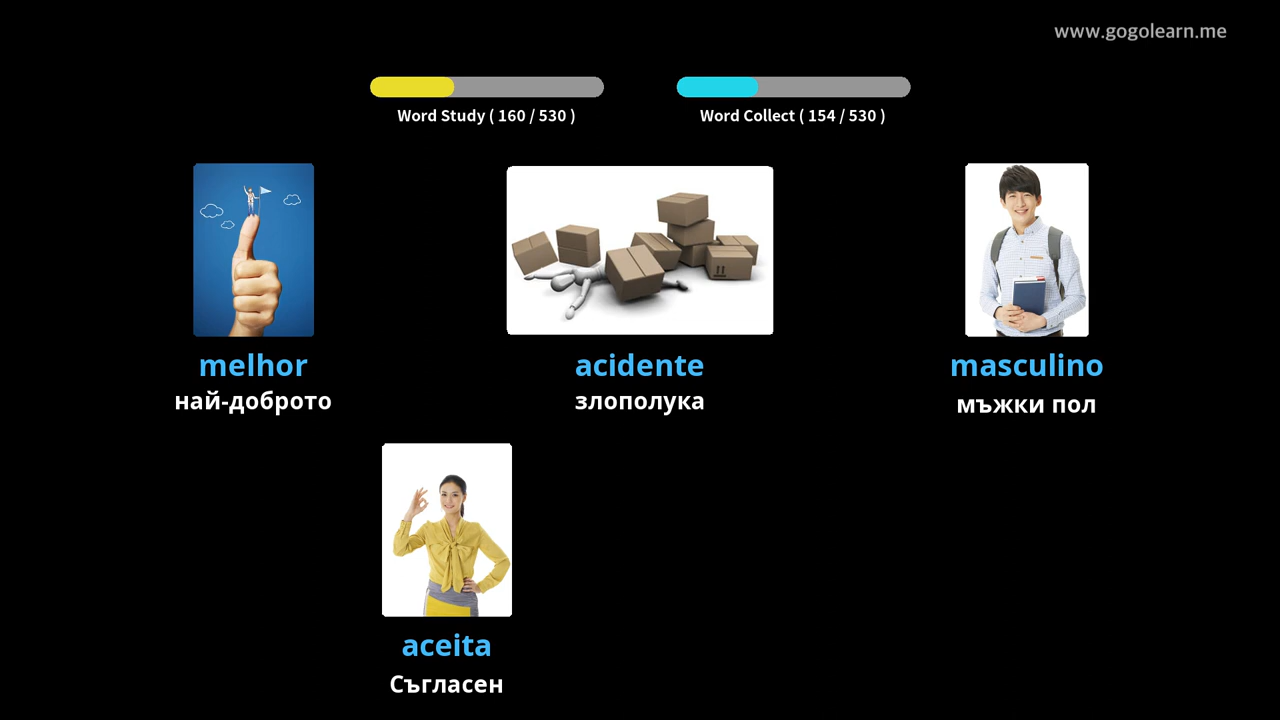 www.gogolearn.me
Word Study ( 160 / 530 )
Word Collect ( 154 / 530 )
melhor
най-доброто
acidente
злополука
masculino
мъжки пол
aceita
Съгласен